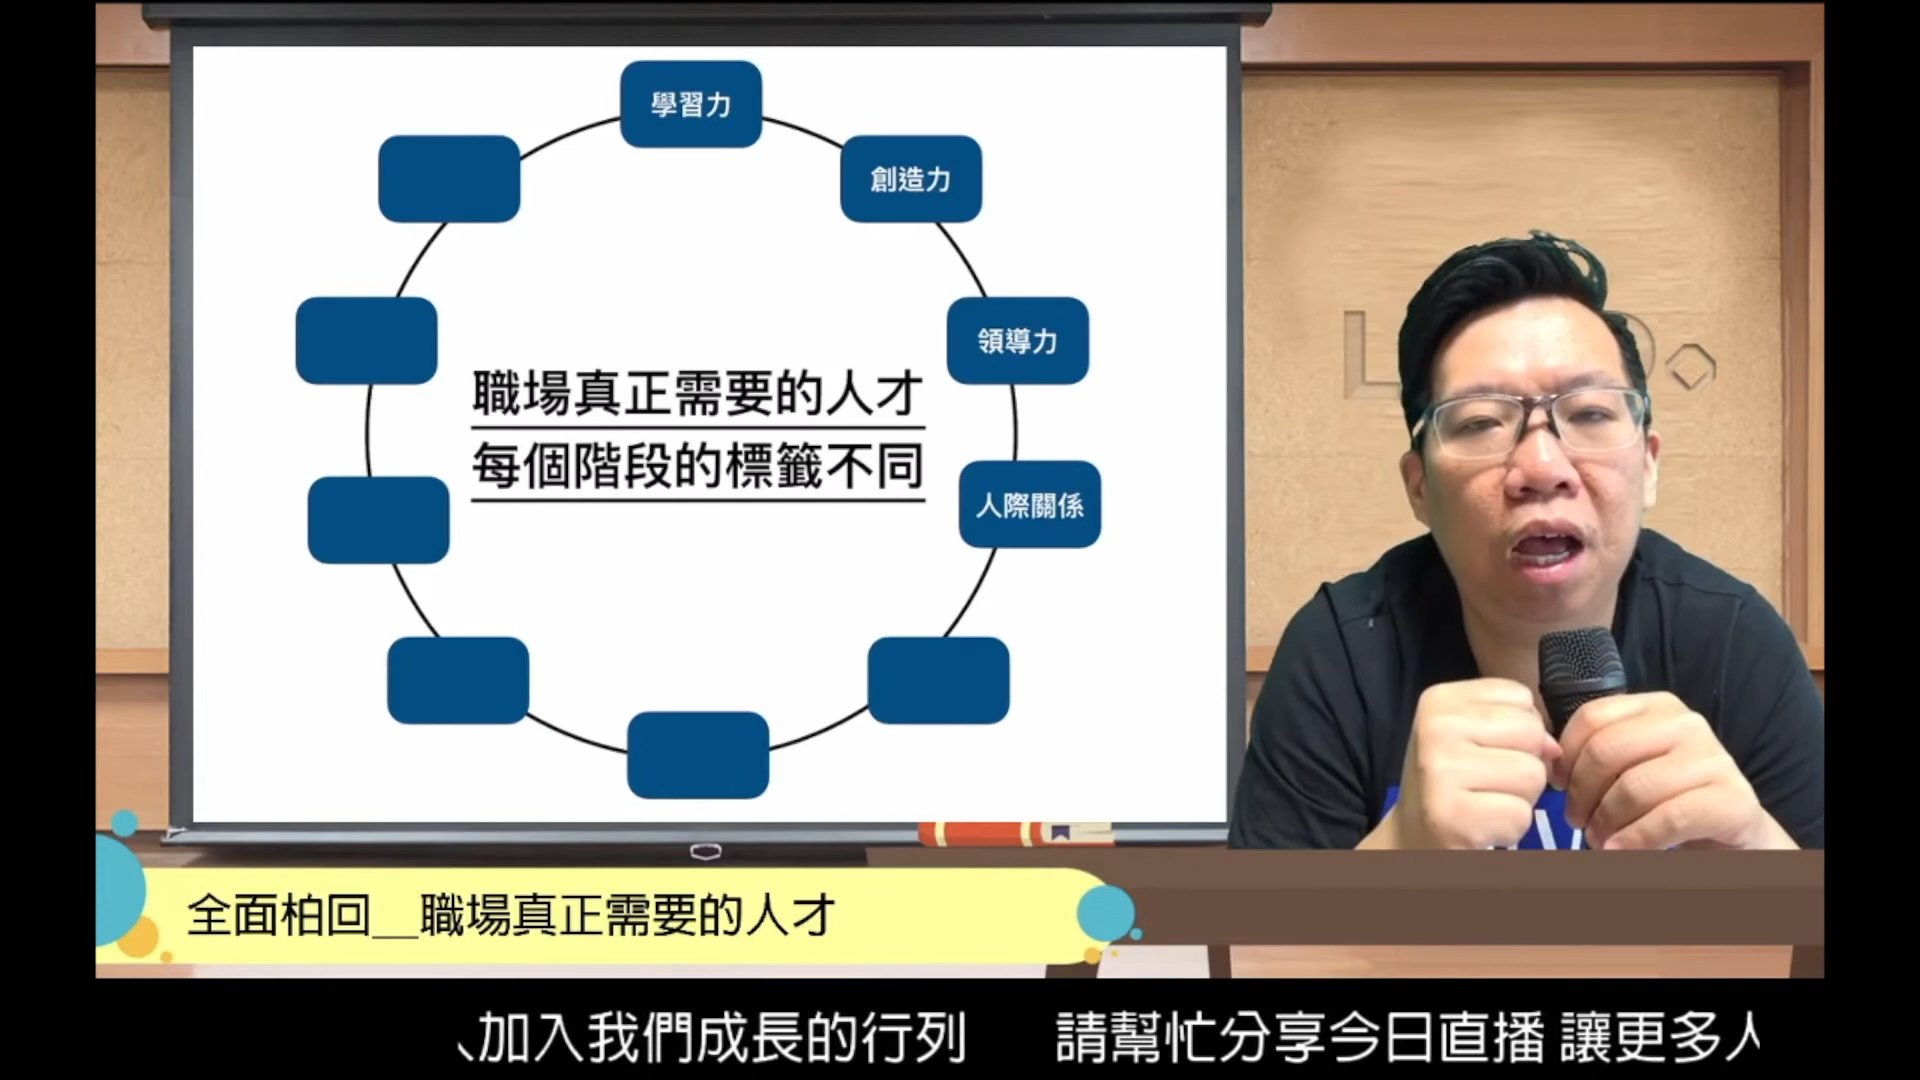 學習力
創造力
領導力
人際關係
職場真正需要的人才
每個階段的標籤不同
全面柏回__職場真正需要的人才
加入我們成長的行列
請幫忙分享今日直播 讓更多人